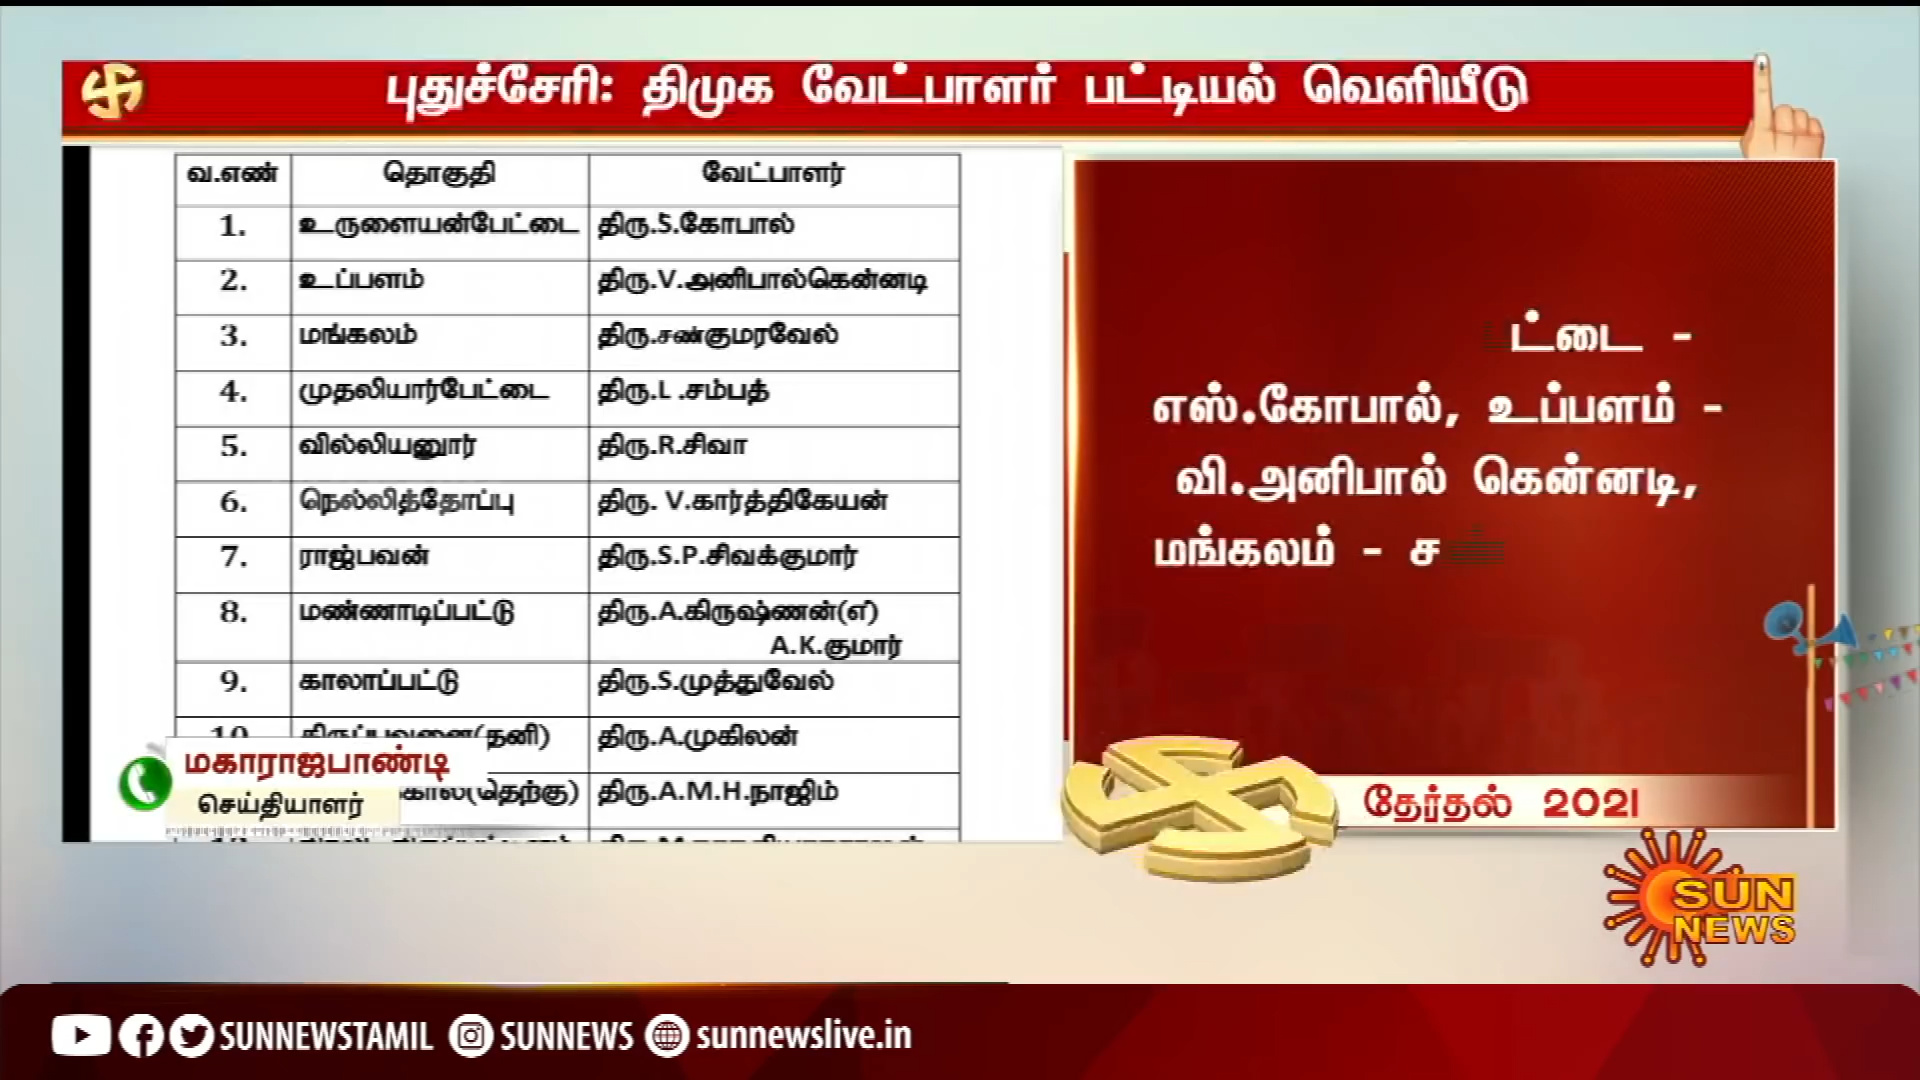 புதுச்சேரி: திமுக வேட்பாளர் பட்டியல் வெளியீடு
வ.எண் தொகுதி வேட்பாளர்
1. உருளையன்பேட்டை திரு.S.கோபால்
2. உப்பளம் திரு.V.அனிபால்கென்னடி
3. மங்கலம் திரு.சண்குமரவேல்
4. முதலியார்பேட்டை திரு.L .சம்பத்
5. வில்லியனூர் திரு.R.சிவா
6. நெல்லித்தோப்பு திரு. V.கார்த்திகேயன்
7. ராஜ்பவன் திரு.S.P.சிவக்குமார்
8. மண்ணாடிப்பட்டு திரு.A.கிருஷ்ணன்(எ)
A.K.குமார்
9. காலாப்பட்டு திரு.S.முத்துவேல்
திரு.A.முகிலன்
திரு.A.M.H.நாஜிம்
மகாராஜபாண்டி
செய்தியாளர்
ட்டை -
எஸ்.கோபால், உப்பளம் -
வி.அனிபால் கென்னடி,
மங்கலம் - ச
தேர்தல் 2021
SUN
NEWS
SUNNEWSTAMIL SUNNEWS sunnewslive.in